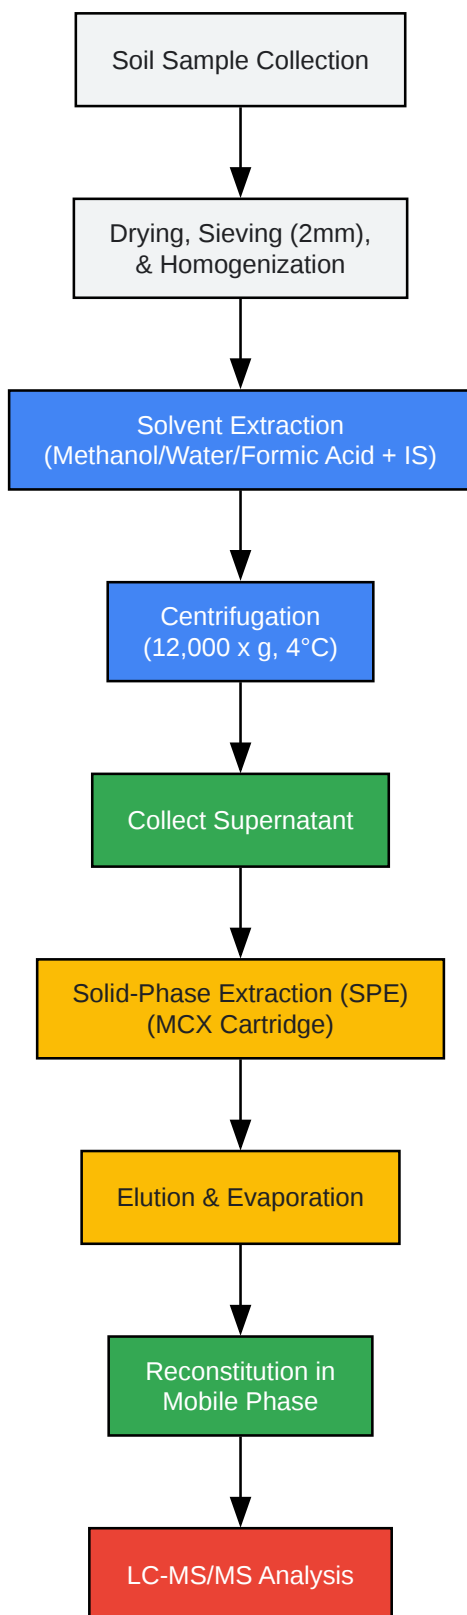 Soil Sample Collection
Drying, Sieving (2mm),
& Homogenization
Solvent Extraction
(Methanol/Water/Formic Acid + IS)
Centrifugation
(12,000 x g, 4°C)
Collect Supernatant
Solid-Phase Extraction (SPE)
(MCX Cartridge)
Elution & Evaporation
Reconstitution in
Mobile Phase
LC-MS/MS Analysis